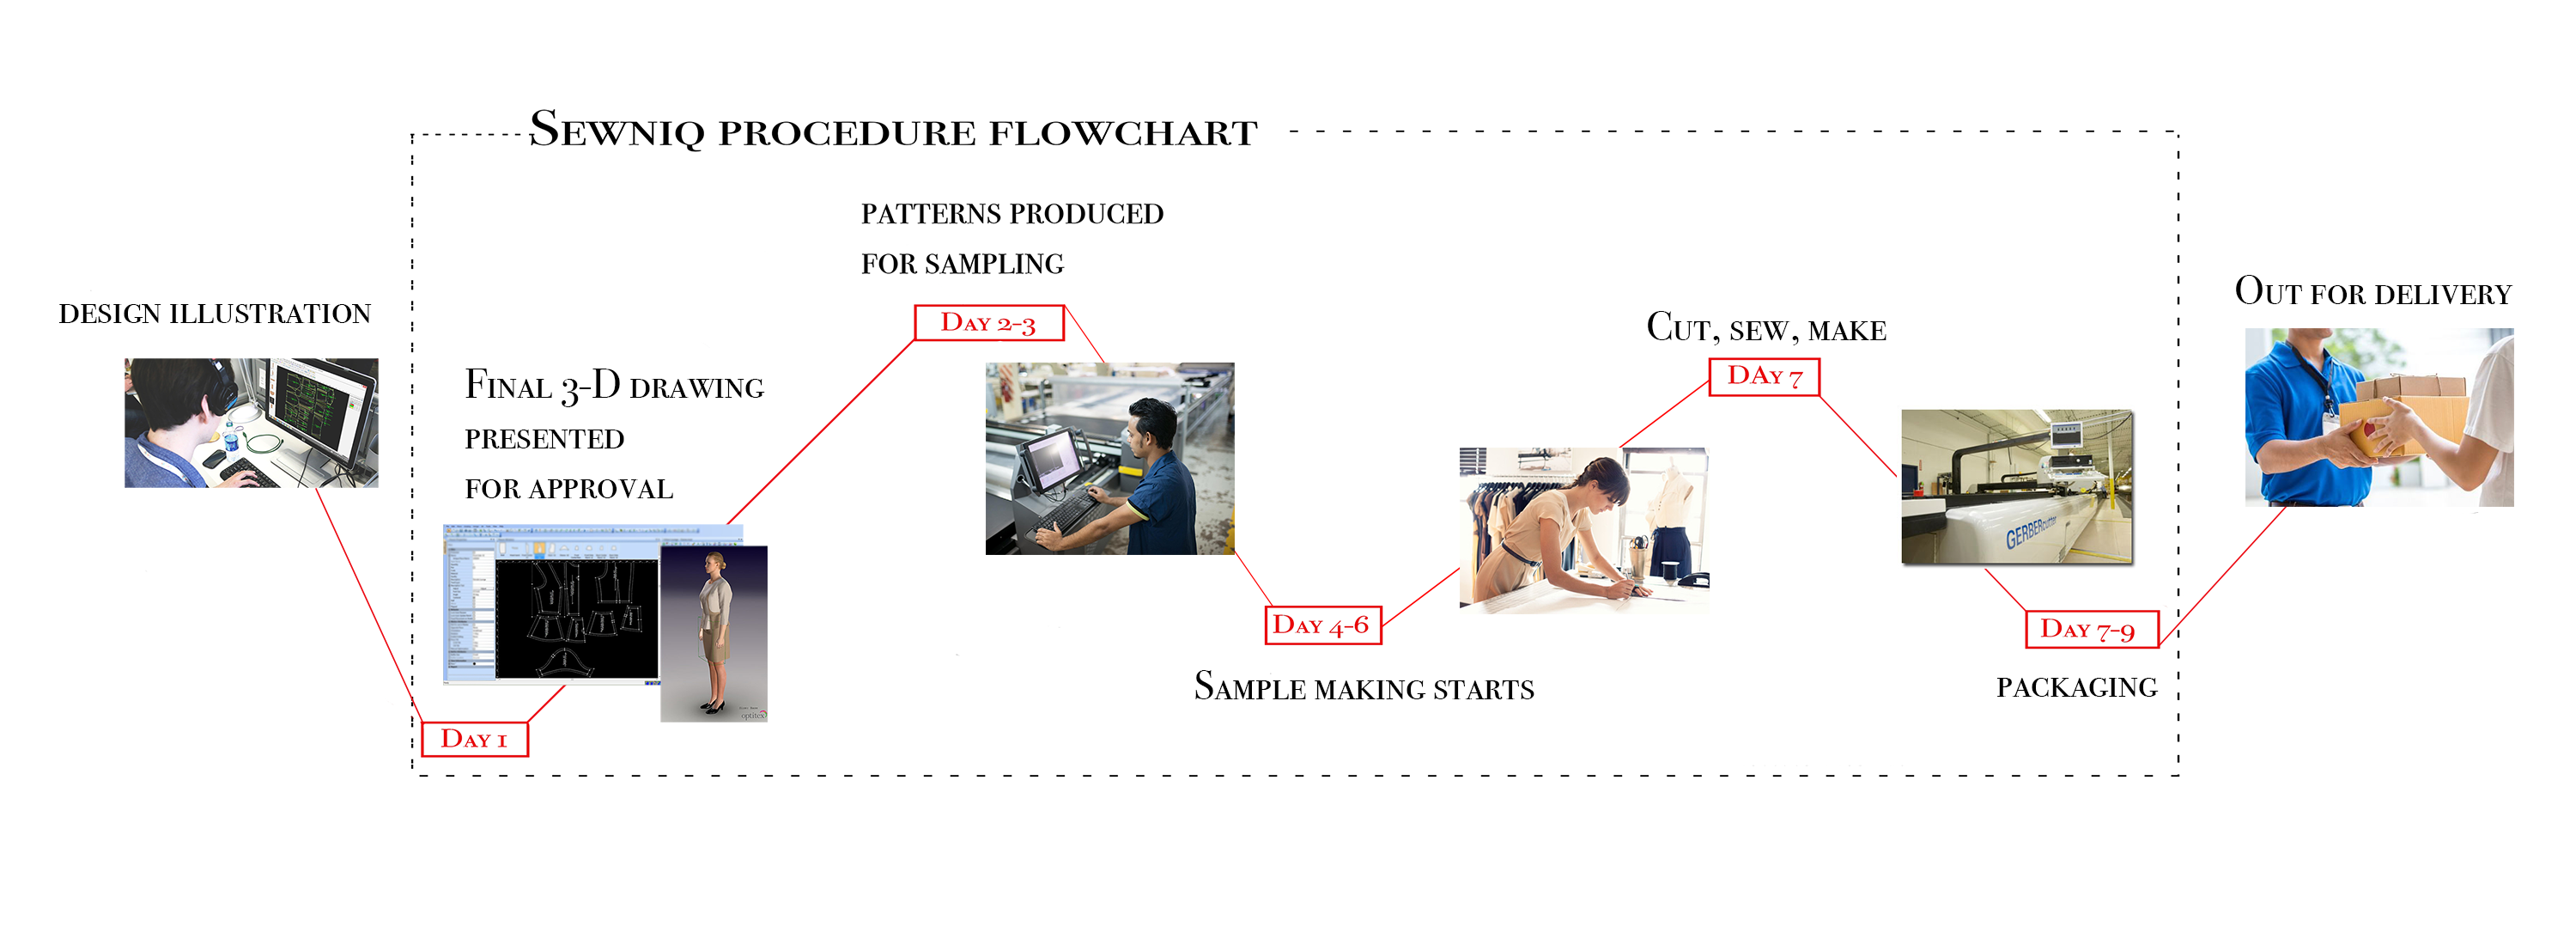 Sewniq procedure flowchart
design illustration
Day 1
Final 3-D drawing
presented
for approval
optitex
patterns produced
for sampling
Day 2-3
Day 4-6
Sample making starts
Cut, sew, make
DAy 7
GERBERcutter
Day 7-9
packaging
Out for delivery